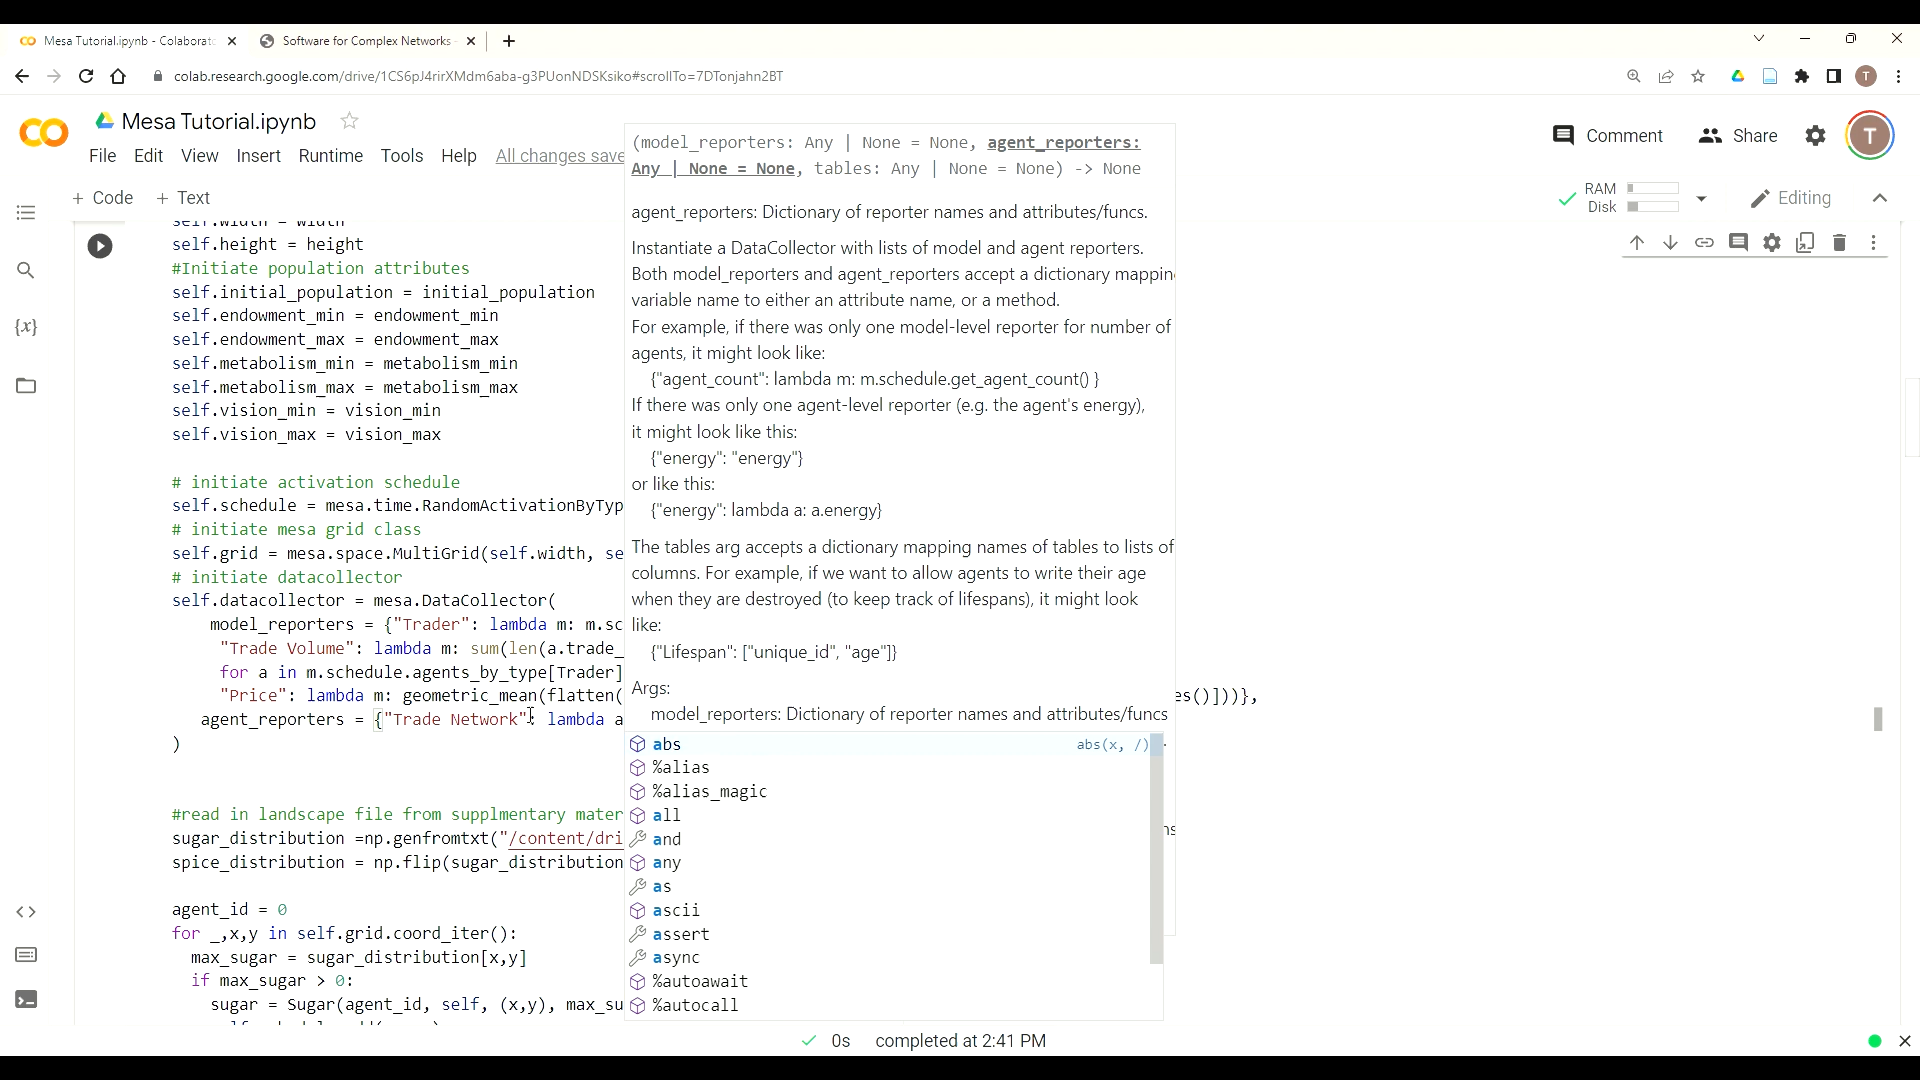 Mesa Tutorial.ipynb - Colaborat
Software for Complex Networks
colab.research.google.com/drive/1CS6pJ4rirXMdm6aba-g3PUonNDSKsiko#scrollTo=7DTonjahn2BT
T
Mesa Tutorial.ipynb
File Edit View Insert Runtime Tools Help All changes save
Comment
Share
T
+ Code + Text
RAM
Disk
Editing
self.width = width
self.height = height
#Initiate population attributes
self.initial_population = initial_population
self.endowment_min = endowment_min
self.endowment_max = endowment_max
self.metabolism_min = metabolism_min
self.metabolism_max = metabolism_max
self.vision_min = vision_min
self.vision_max = vision_max
# initiate activation schedule
self.schedule = mesa.time.RandomActivationByTyp
# initiate mesa grid class
self.grid = mesa.space.MultiGrid(self.width, se
# initiate datacollector
self.datacollector = mesa.DataCollector(
model_reporters = {"Trader": lambda m: m.sc
"Trade Volume": lambda m: sum(len(a.trade_
for a in m.schedule.agents_by_type[Trader]
"Price": lambda m: geometric_mean(flatten(
es()]))},
agent_reporters = {"Trade Network": lambda a
)
#read in landscape file from supplmentary mater
sugar_distribution =np.genfromtxt("/content/dri
spice_distribution = np.flip(sugar_distribution
agent_id = 0
for _,x,y in self.grid.coord_iter():
max_sugar = sugar_distribution[x,y]
if max_sugar > 0:
sugar = Sugar(agent_id, self, (x,y), max_su
(model_reporters: Any | None = None, agent_reporters:
Any | None = None, tables: Any | None = None) -> None
agent_reporters: Dictionary of reporter names and attributes/funcs.
Instantiate a DataCollector with lists of model and agent reporters.
Both model_reporters and agent_reporters accept a dictionary mappin
variable name to either an attribute name, or a method.
For example, if there was only one model-level reporter for number of
agents, it might look like:
{"agent_count": lambda m: m.schedule.get_agent_count() }
If there was only one agent-level reporter (e.g. the agent's energy),
it might look like this:
{"energy": "energy"}
or like this:
{"energy": lambda a: a.energy}
The tables arg accepts a dictionary mapping names of tables to lists of
columns. For example, if we want to allow agents to write their age
when they are destroyed (to keep track of lifespans), it might look
like:
{"Lifespan": ["unique_id", "age"]}
Args:
model_reporters: Dictionary of reporter names and attributes/funcs
abs abs(x, /)
%alias
%alias_magic
all
and
any
as
ascii
assert
async
%autoawait
%autocall
0s completed at 2:41 PM